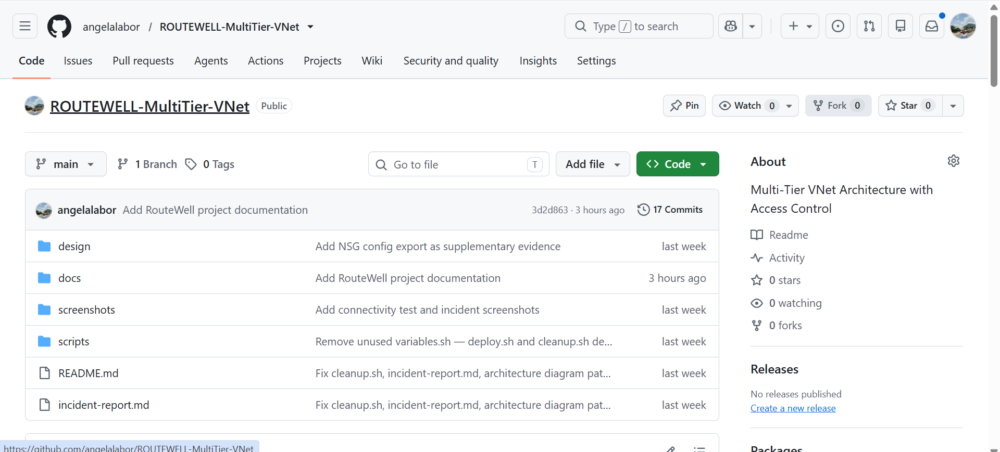 angelalabor / ROUTEWELL-MultiTier-VNet
Type / to search
Code Issues Pull requests Agents Actions Projects Wiki Security and quality Insights Settings
ROUTEWELL-MultiTier-VNet Public
Pin Watch 0 Fork 0 Star 0
main 1 Branch 0 Tags
Go to file T Add file Code
angelalabor Add RouteWell project documentation 3d2d863 · 3 hours ago 17 Commits
design Add NSG config export as supplementary evidence last week
docs Add RouteWell project documentation 3 hours ago
screenshots Add connectivity test and incident screenshots last week
scripts Remove unused variables.sh — deploy.sh and cleanup.sh de... last week
README.md Fix cleanup.sh, incident-report.md, architecture diagram pat... last week
incident-report.md Fix cleanup.sh, incident-report.md, architecture diagram pat... last week
About
Multi-Tier VNet Architecture with
Access Control
Readme
Activity
0 stars
0 watching
0 forks
Releases
No releases published
Create a new release
Packages
https://github.com/angelalabor/ROUTEWELL-MultiTier-VNet